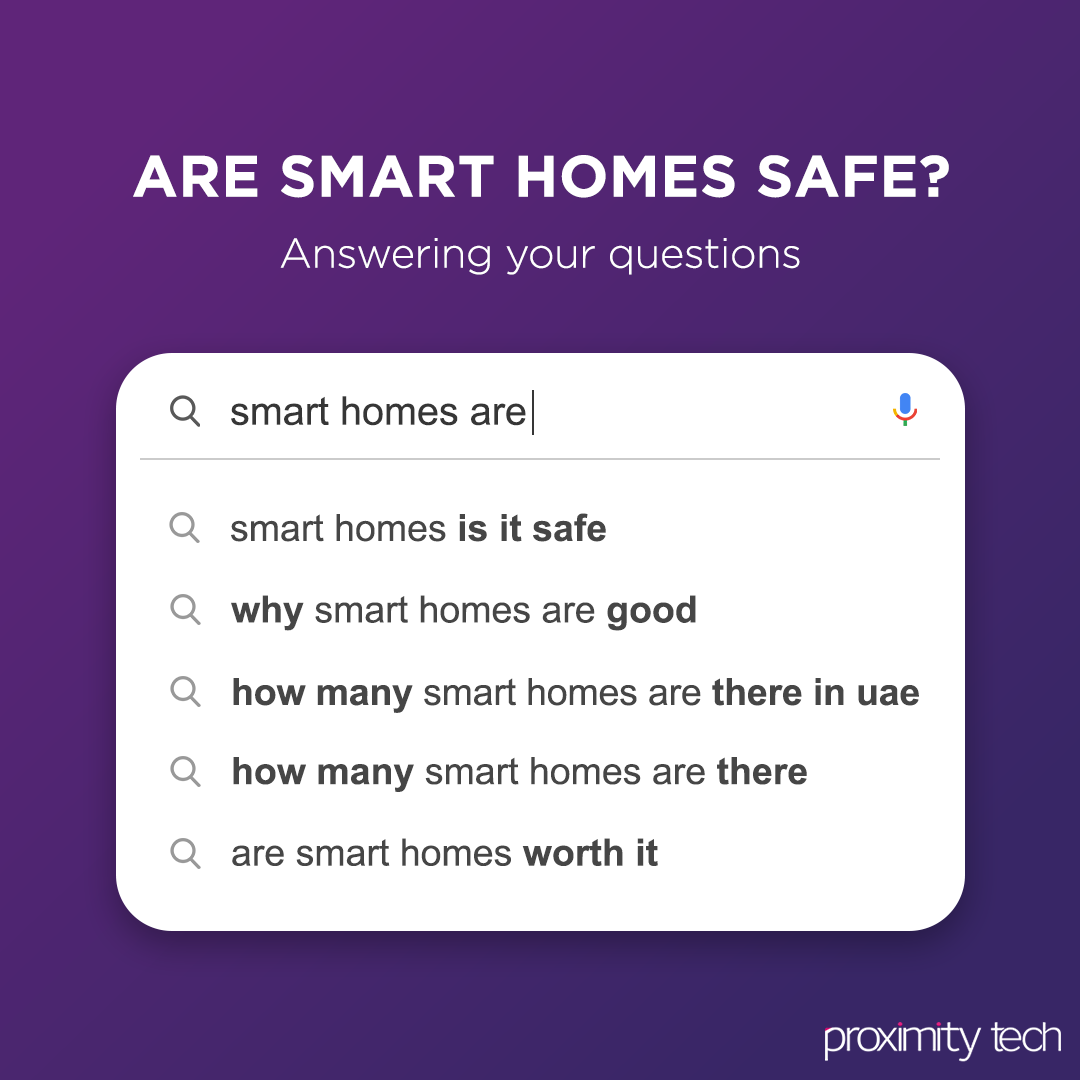 ARE SMART HOMES SAFE?
Answering your questions
smart homes are
smart homes is it safe
why smart homes are good
how many smart homes are there in uae
how many smart homes are there
are smart homes worth it
proximity tech